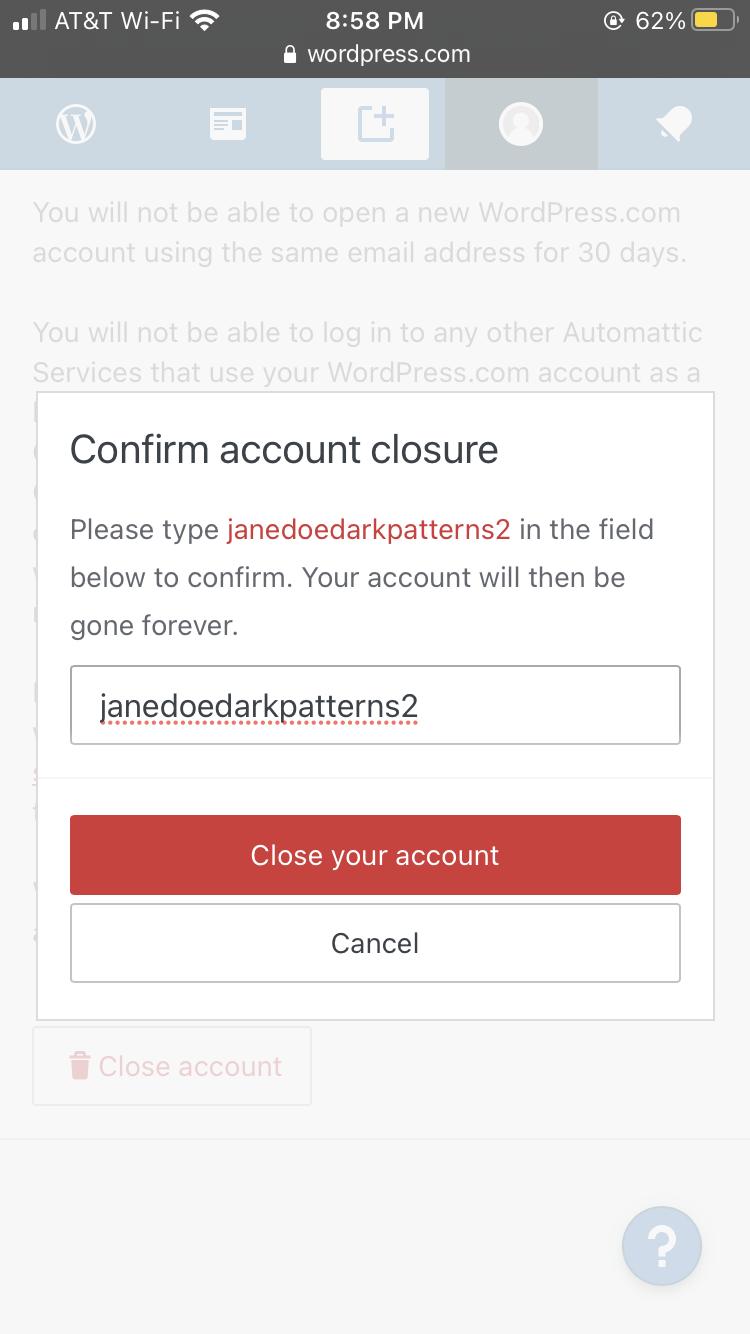 AT&T Wi-Fi 8:58 PM 62%
wordpress.com
You will not be able to open a new WordPress.com
account using the same email address for 30 days.
You will not be able to log in to any other Automattic
Services that use your WordPress.com account as a
Confirm account closure
Please type janedoedarkpatterns2 in the field
below to confirm. Your account will then be
gone forever.
janedoedarkpatterns2
Close your account
Cancel
Close account
?